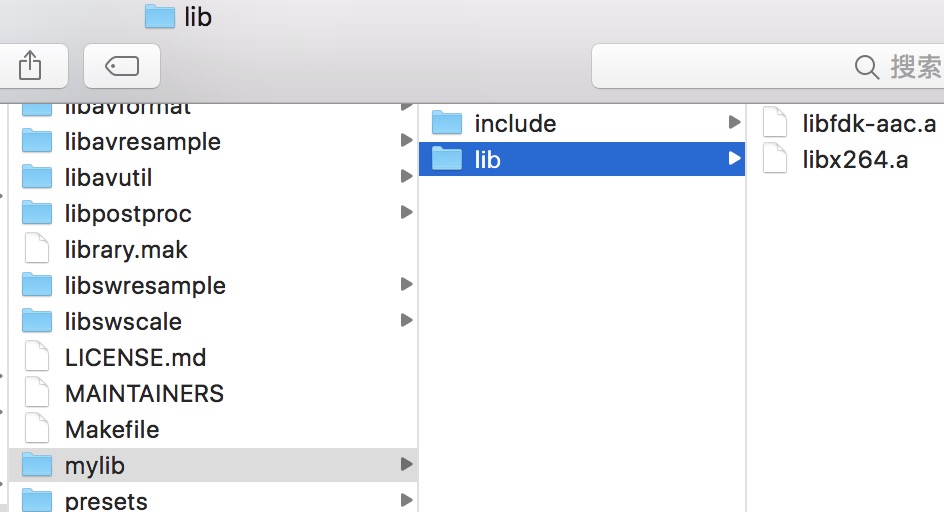 lib
搜索
libavformat
libavresample
libavutil
libpostproc
library.mak
libswresample
libswscale
LICENSE.md
MAINTAINERS
Makefile
mylib
presets
include
lib
libfdk-aac.a
libx264.a